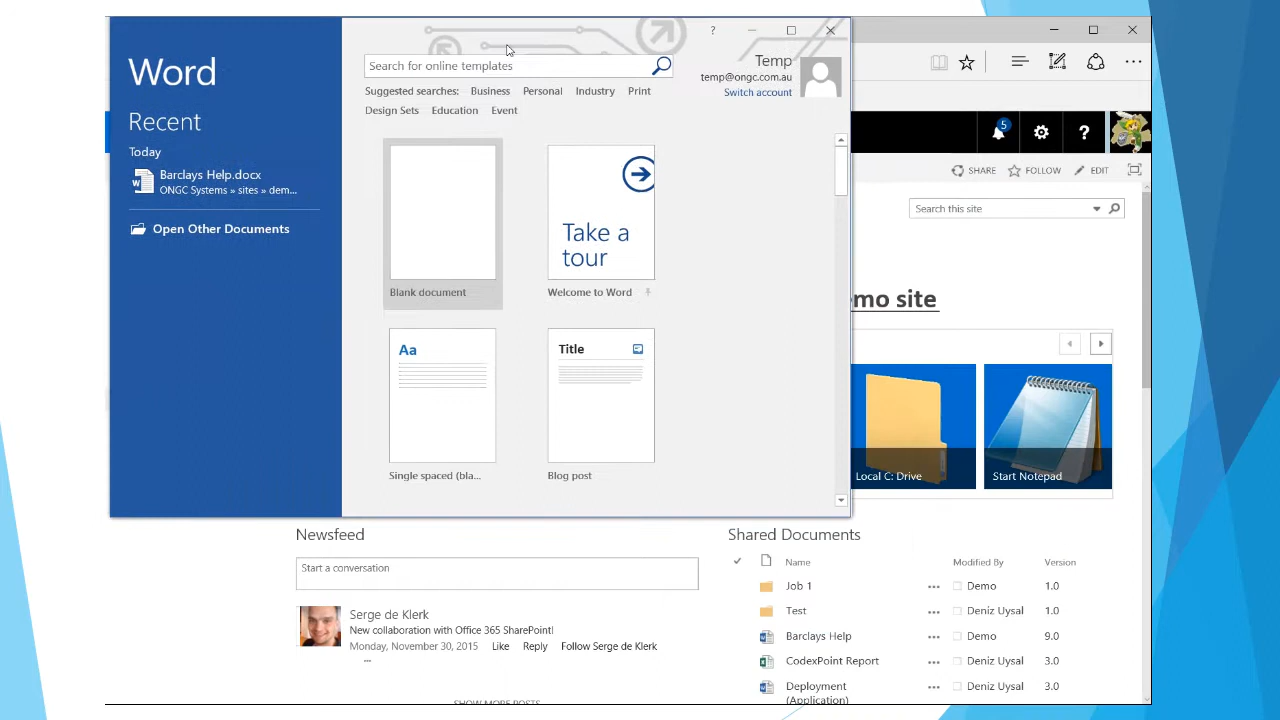 Word
Recent
Today
Barclays Help.docx
ONGC Systems » sites » dem...
Open Other Documents
?
Search for online templates
Suggested searches: Business Personal Industry Print
Design Sets Education Event
Temp
temp@ongc.com.au
Switch account
Blank document
Take a
tour
Welcome to Word
Aa
Single spaced (bla...
Title
Blog post
5
?
SHARE FOLLOW EDIT
Search this site
emo site
Local C: Drive
Start Notepad
Newsfeed
Start a conversation
Serge de Klerk
New collaboration with Office 365 SharePoint!
Monday, November 30, 2015 Like Reply Follow Serge de Klerk
...
SHOW MORE POSTS
Shared Documents
Name Modified By Version
Job 1 ... Demo 1.0
Test ... Deniz Uysal 1.0
Barclays Help ... Demo 9.0
CodexPoint Report ... Deniz Uysal 3.0
Deployment ... Deniz Uysal 3.0
(Application)